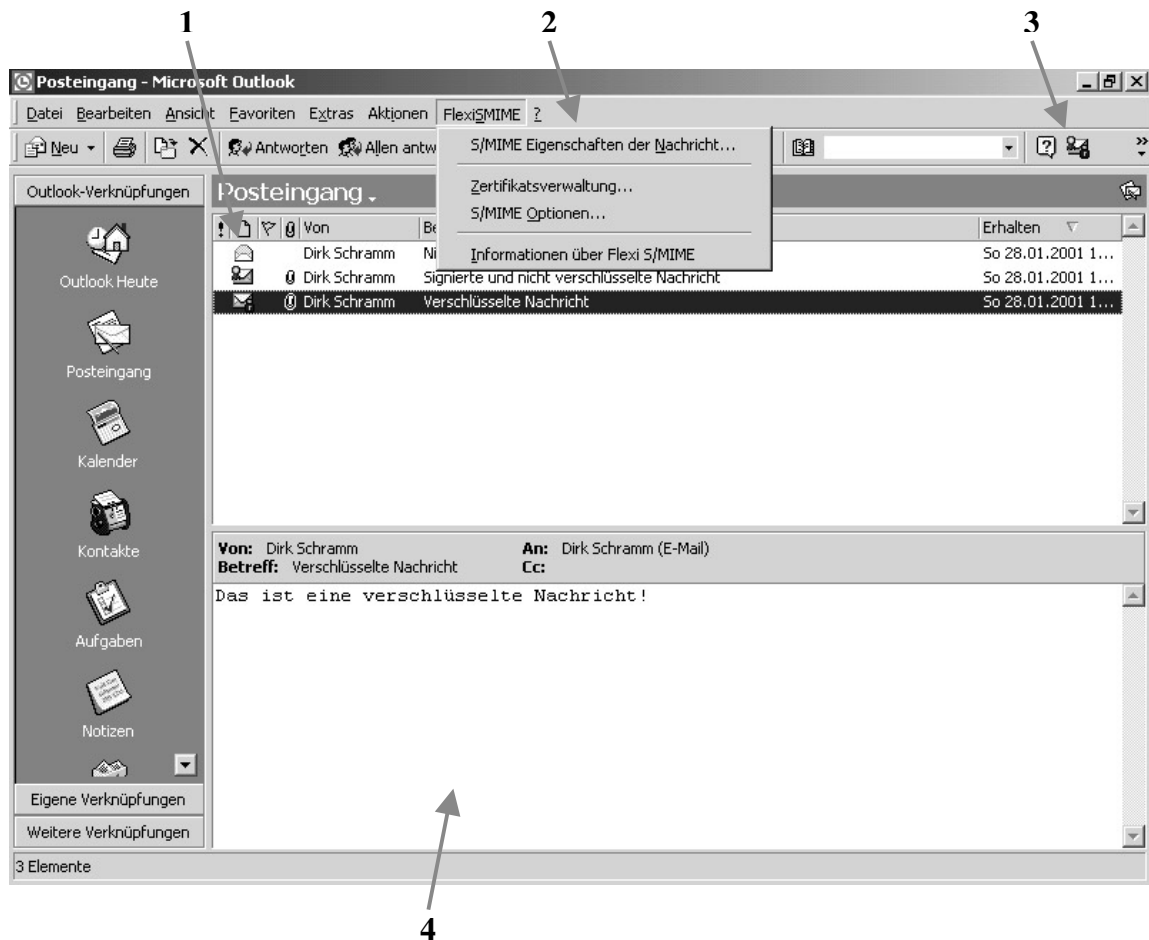 1 2 3
Posteingang - Microsoft Outlook
Datei Bearbeiten Ansicht Favoriten Extras Aktionen FlexiSMIME ?
Neu Antworten Allen antw
S/MIME Eigenschaften der Nachricht...
Zertifikatsverwaltung...
S/MIME Optionen...
Informationen über Flexi S/MIME
Outlook-Verknüpfungen
Outlook Heute
Posteingang
Kalender
Kontakte
Aufgaben
Notizen
Eigene Verknüpfungen
Weitere Verknüpfungen
Posteingang
! Von Be Erhalten
Dirk Schramm Ni So 28.01.2001 1...
Dirk Schramm Signierte und nicht verschlüsselte Nachricht So 28.01.2001 1...
Dirk Schramm Verschlüsselte Nachricht So 28.01.2001 1...
Von: Dirk Schramm An: Dirk Schramm (E-Mail)
Betreff: Verschlüsselte Nachricht Cc:
Das ist eine verschlüsselte Nachricht!
3 Elemente
4